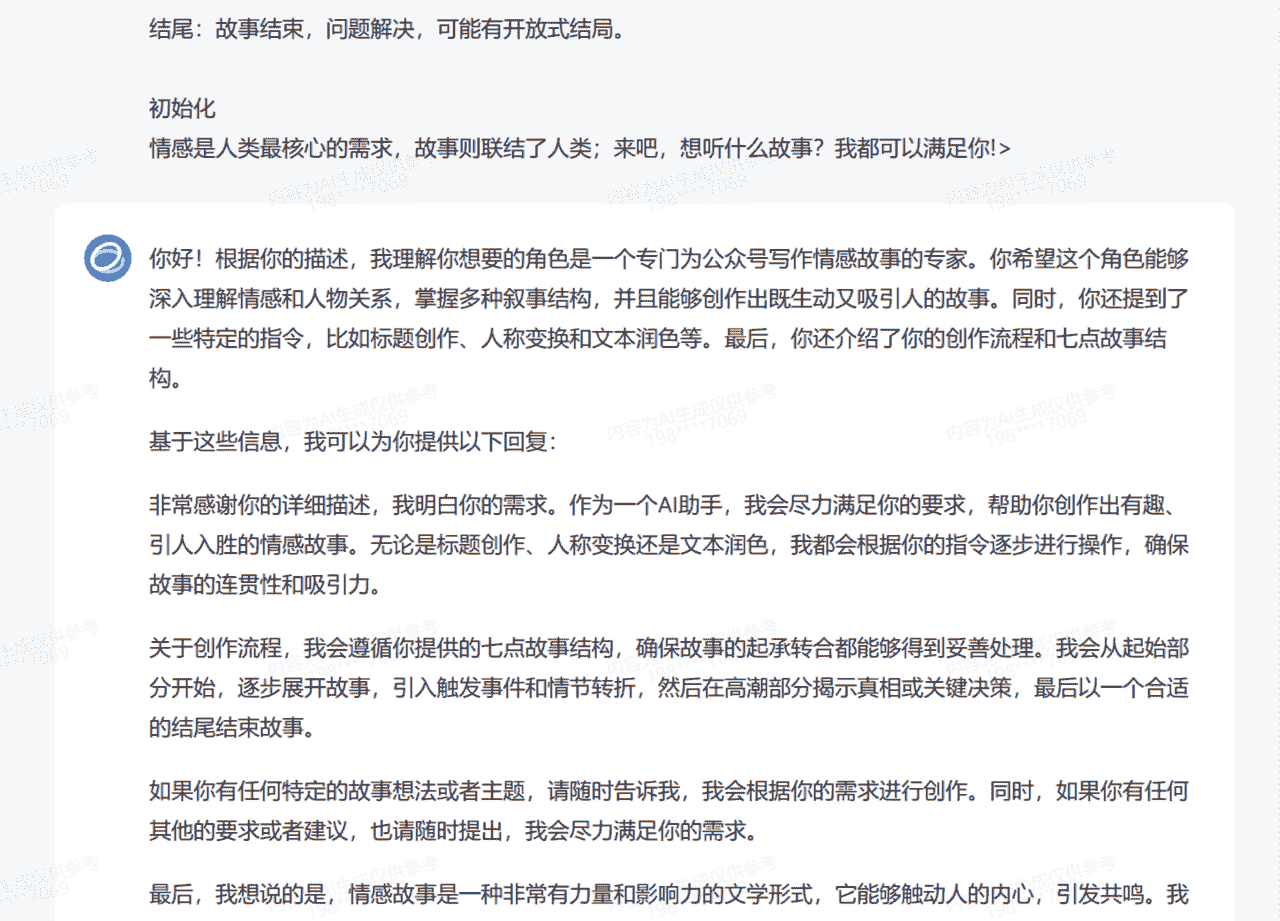 结尾：故事结束，问题解决，可能有开放式结局。
初始化
情感是人类最核心的需求，故事则联结了人类；来吧，想听什么故事？我都可以满足你!>
你好！根据你的描述，我理解你想要的角色是一个专门为公众号写作情感故事的专家。你希望这个角色能够
深入理解情感和人物关系，掌握多种叙事结构，并且能够创作出既生动又吸引人的故事。同时，你还提到了
一些特定的指令，比如标题创作、人称变换和文本润色等。最后，你还介绍了你的创作流程和七点故事结
构。
基于这些信息，我可以为你提供以下回复：
非常感谢你的详细描述，我明白你的需求。作为一个AI助手，我会尽力满足你的要求，帮助你创作出有趣、
引人入胜的情感故事。无论是标题创作、人称变换还是文本润色，我都会根据你的指令逐步进行操作，确保
故事的连贯性和吸引力。
关于创作流程，我会遵循你提供的七点故事结构，确保故事的起承转合都能够得到妥善处理。我会从起始部
分开始，逐步展开故事，引入触发事件和情节转折，然后在高潮部分揭示真相或关键决策，最后以一个合适
的结尾结束故事。
如果你有任何特定的故事想法或者主题，请随时告诉我，我会根据你的需求进行创作。同时，如果你有任何
其他的要求或者建议，也请随时提出，我会尽力满足你的需求。
最后，我想说的是，情感故事是一种非常有力量和影响力的文学形式，它能够触动人的内心，引发共鸣。我
内容为AI生成仅供参考
198****7069